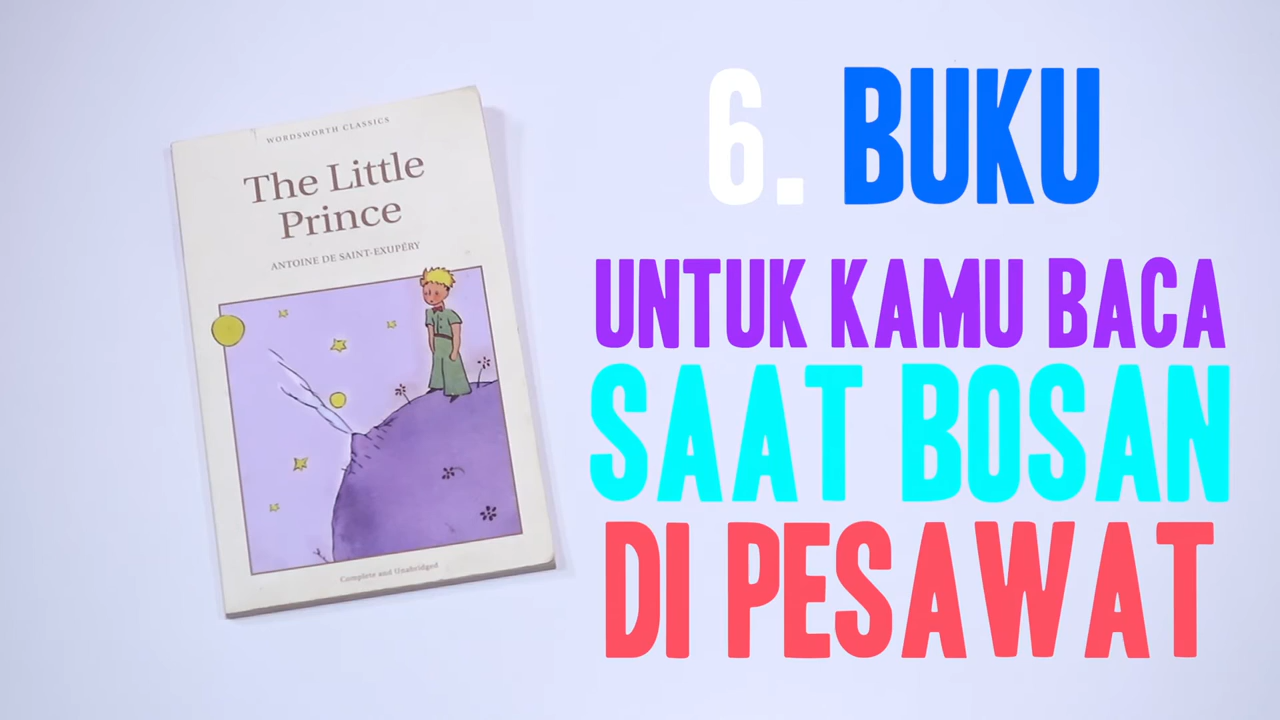 WORDSWORTH CLASSICS
The Little
Prince
ANTOINE DE SAINT-EXUPÉRY
Complete and Unabridged
6. BUKU
UNTUK KAMU BACA
SAAT BOSAN
DI PESAWAT